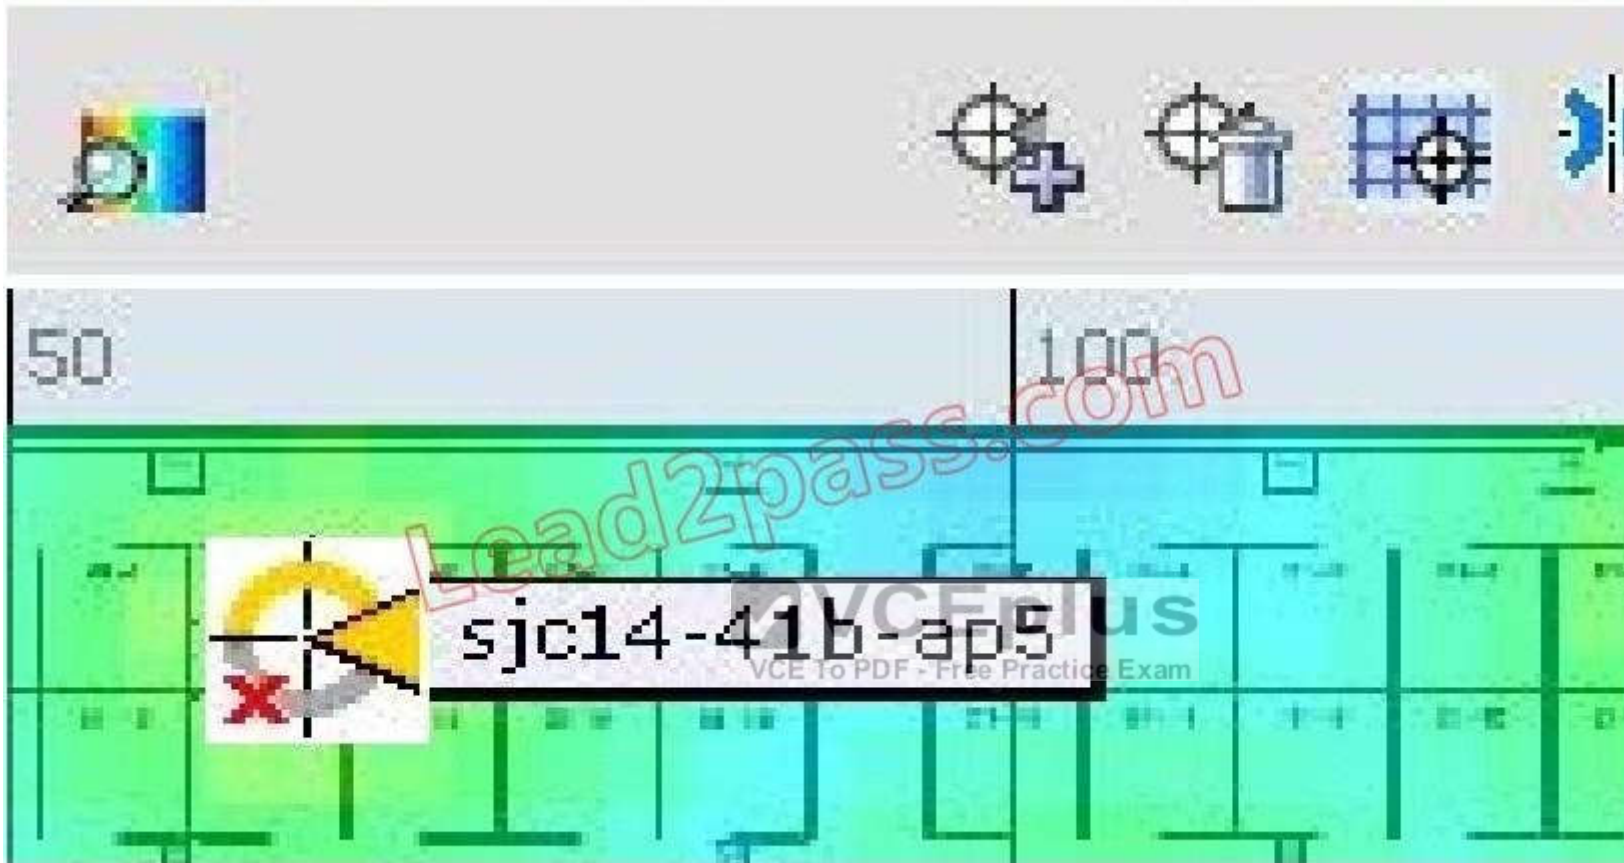 50
100
Lead2pass.com
sjc14-41b-ap5
VCEplus
VCE To PDF - Free Practice Exam